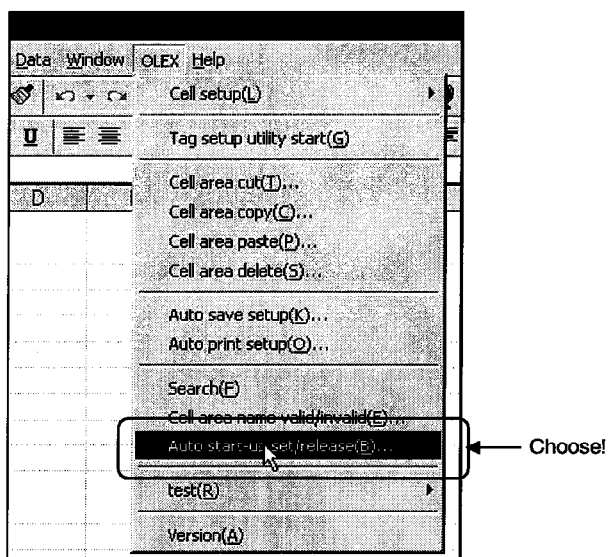 Data Window OLEX Help
Cell setup(L)
U
Tag setup utility start(G)
D
Cell area cut(T)...
Cell area copy(C)...
Cell area paste(P)...
Cell area delete(S)...
Auto save setup(K)...
Auto print setup(O)...
Search(F)
Cell area name valid/invalid(E)...
Auto start-up set/release(B)...
Choose!
test(R)
Version(A)